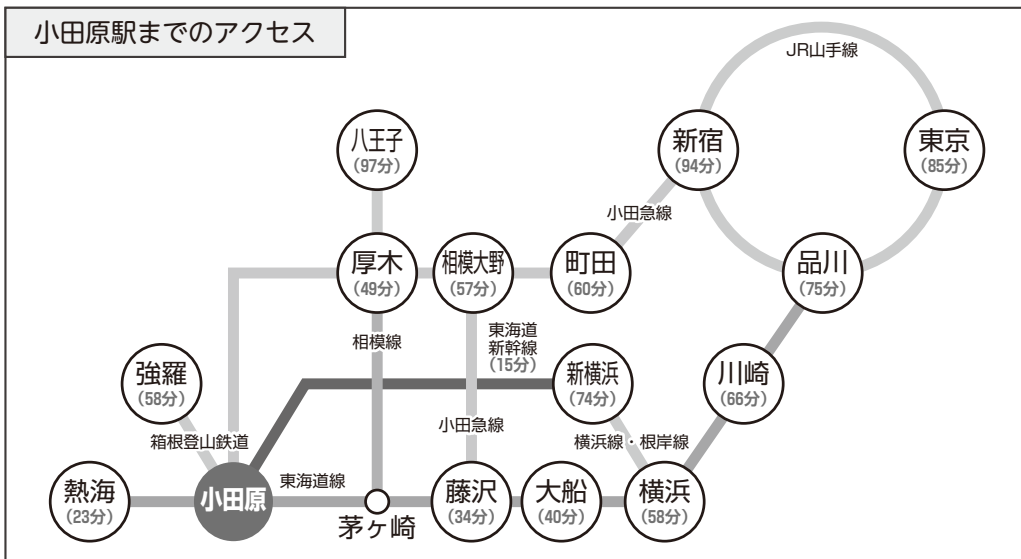 小田原駅までのアクセス
JR山手線
八王子
(97分)
新宿
(94分)
東京
(85分)
小田急線
厚木
(49分)
相模大野
(57分)
町田
(60分)
品川
(75分)
相模線
東海道
新幹線
(15分)
強羅
(58分)
新横浜
(74分)
川崎
(66分)
箱根登山鉄道
小田急線
横浜線・根岸線
熱海
(23分)
小田原
東海道線
茅ヶ崎
藤沢
(34分)
大船
(40分)
横浜
(58分)